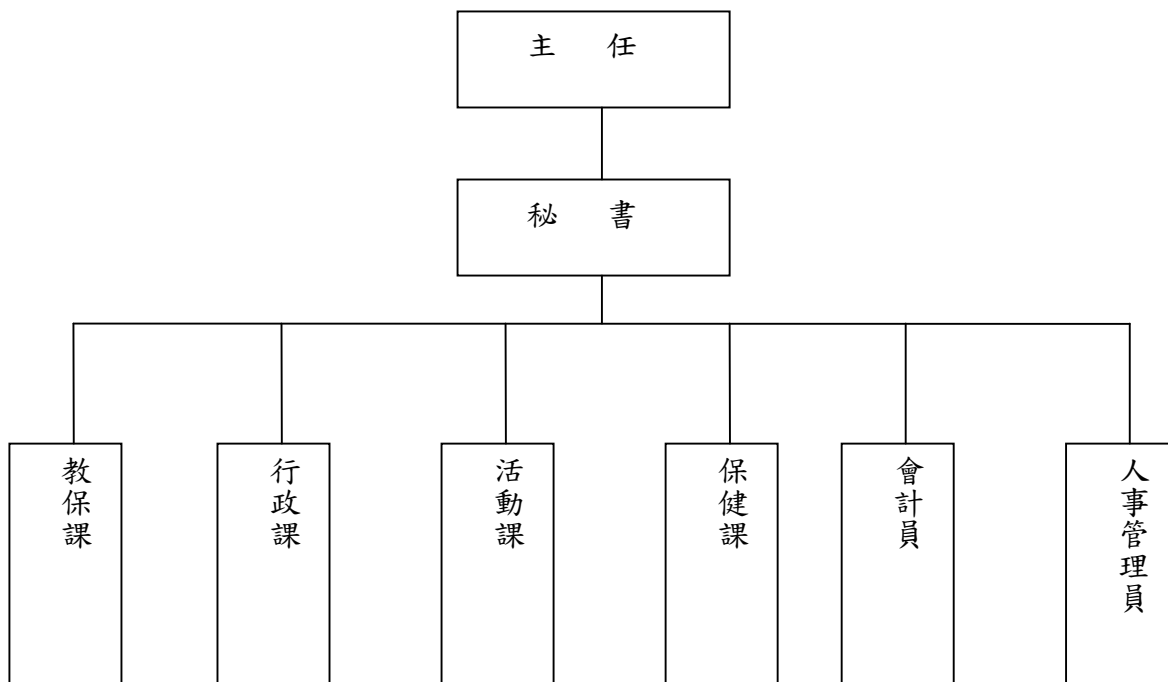 主 任
秘 書
教保課
行政課
活動課
保健課
會計員
人事管理員